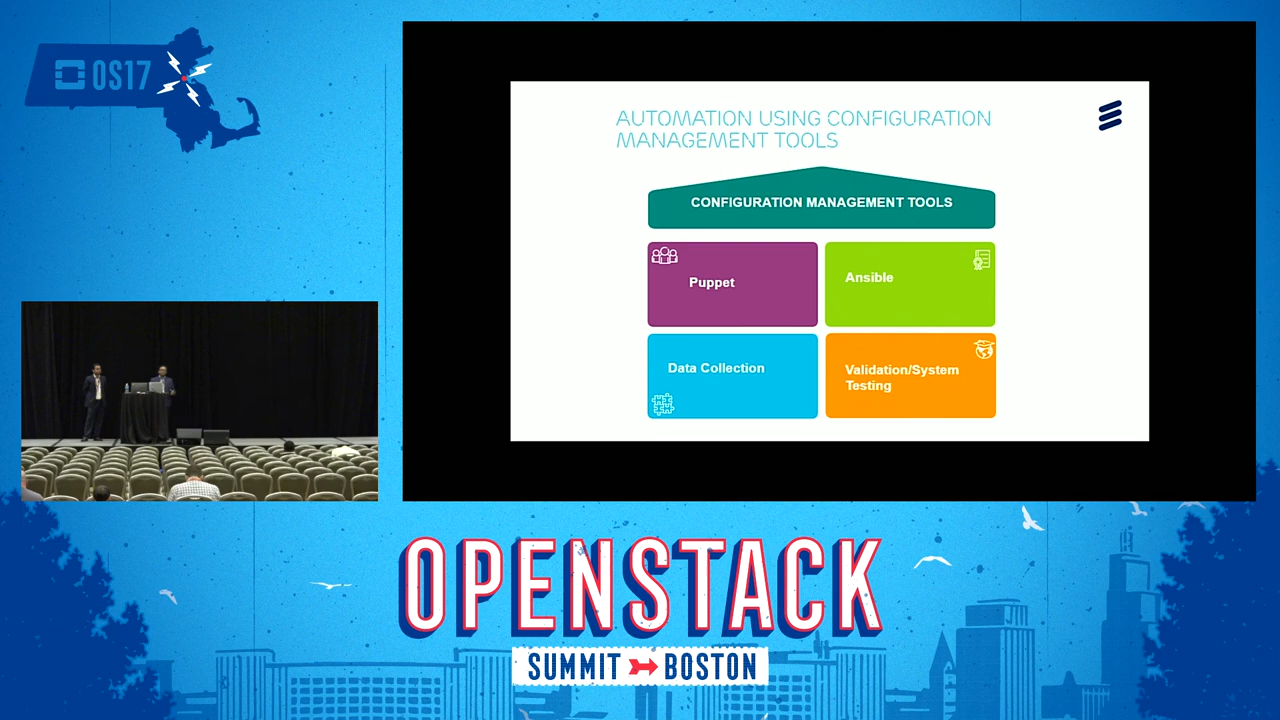 OS17
AUTOMATION USING CONFIGURATION
MANAGEMENT TOOLS
CONFIGURATION MANAGEMENT TOOLS
Puppet
Ansible
Data Collection
Validation/System
Testing
OPENSTACK
SUMMIT BOSTON